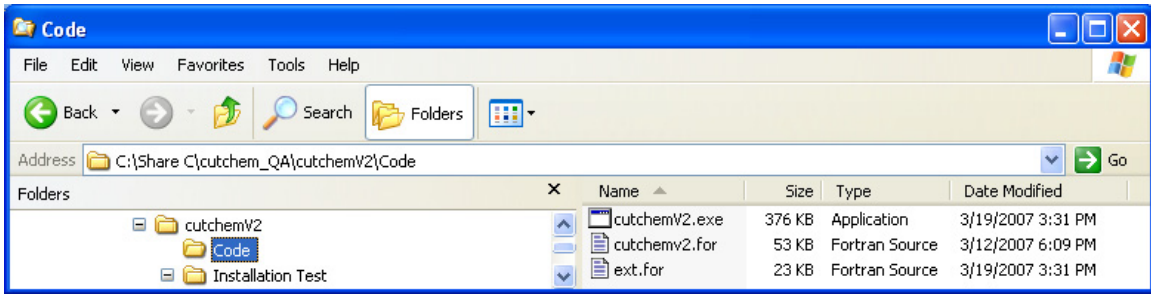 Code
File Edit View Favorites Tools Help
Back Search Folders
Address C:\Share C\cutchem_QA\cutchemV2\Code Go
Folders x Name Size Type Date Modified
cutchemV2 cutchemV2.exe 376 KB Application 3/19/2007 3:31 PM
Code cutchemv2.for 53 KB Fortran Source 3/12/2007 6:09 PM
Installation Test ext.for 23 KB Fortran Source 3/19/2007 3:31 PM